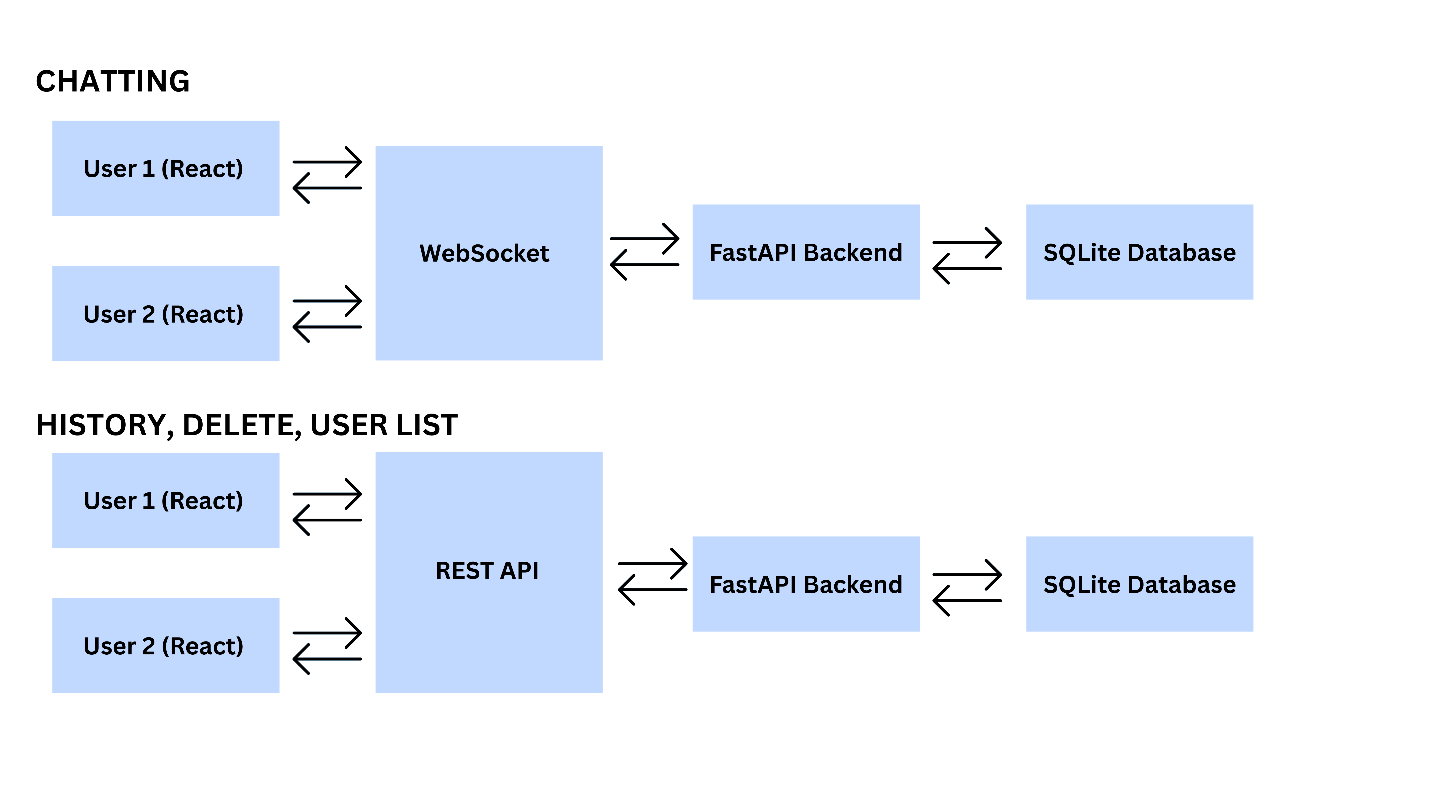 CHATTING
User 1 (React)
User 2 (React)
WebSocket
FastAPI Backend
SQLite Database
HISTORY, DELETE, USER LIST
User 1 (React)
User 2 (React)
REST API
FastAPI Backend
SQLite Database